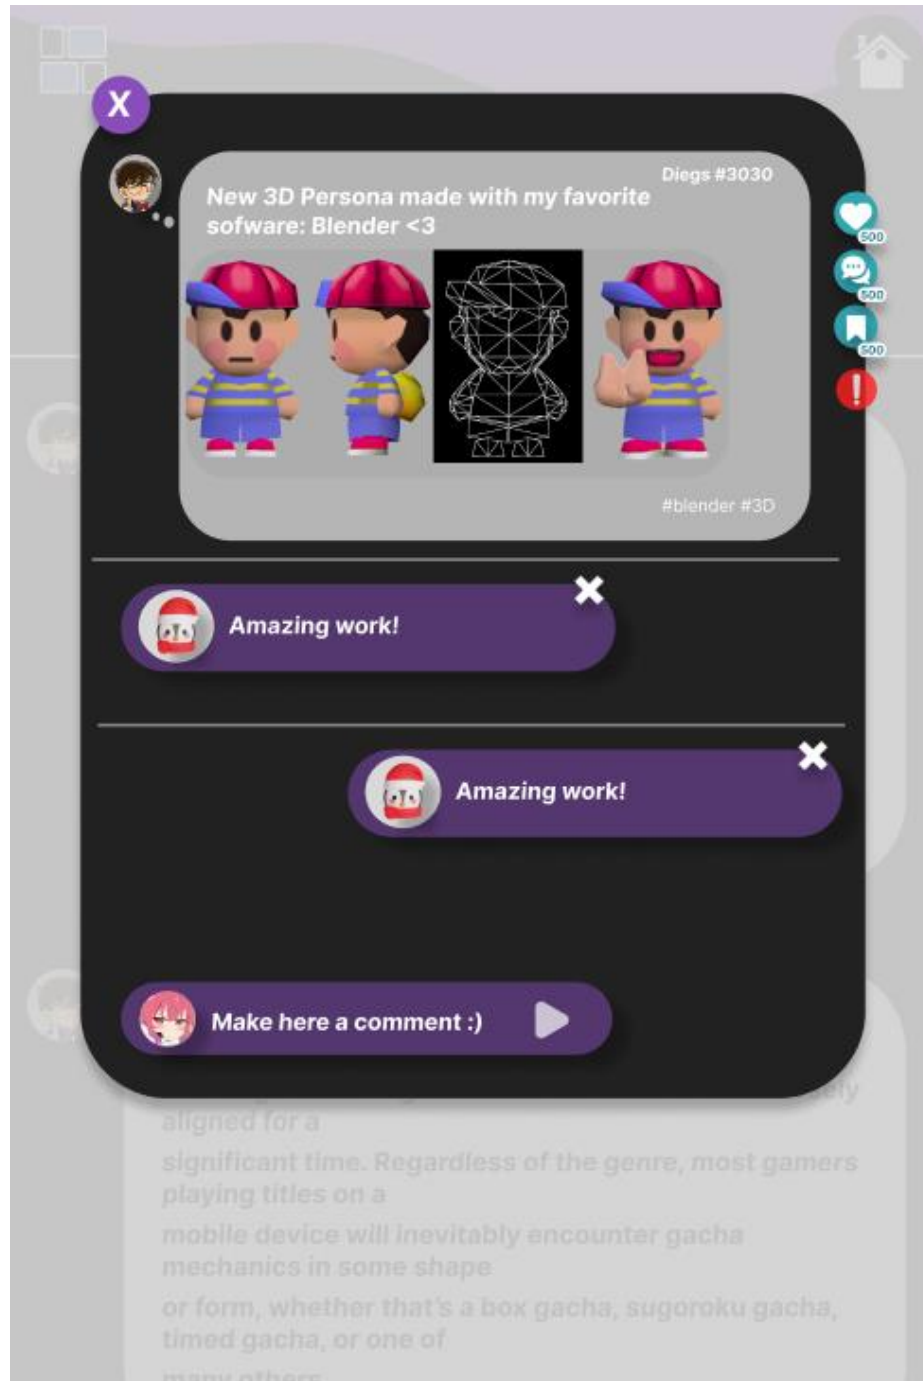 X
Diegs #3030
New 3D Persona made with my favorite
sofware: Blender <3
500
500
500
!
#blender #3D
Amazing work!
Amazing work!
Make here a comment :)
aligned for a
significant time. Regardless of the genre, most gamers
playing titles on a
mobile device will inevitably encounter gacha
mechanics in some shape
or form, whether that's a box gacha, sugoroku gacha,
timed gacha, or one of
many others